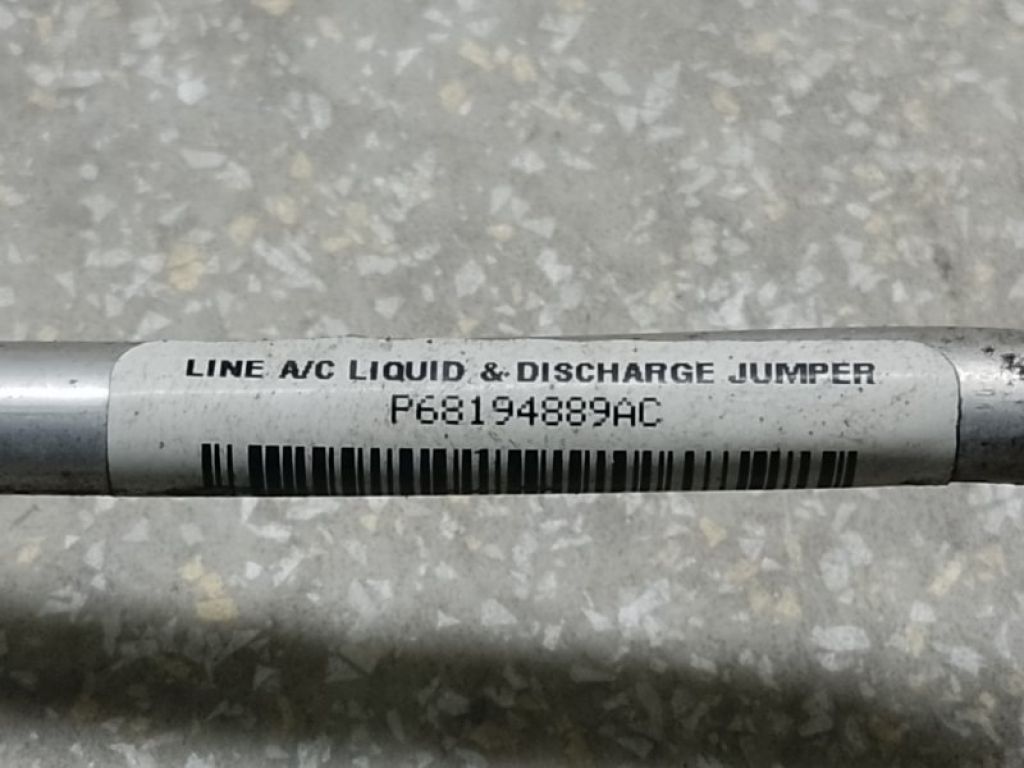 LINE A/C LIQUID & DISCHARGE JUMPER
P68194889AC